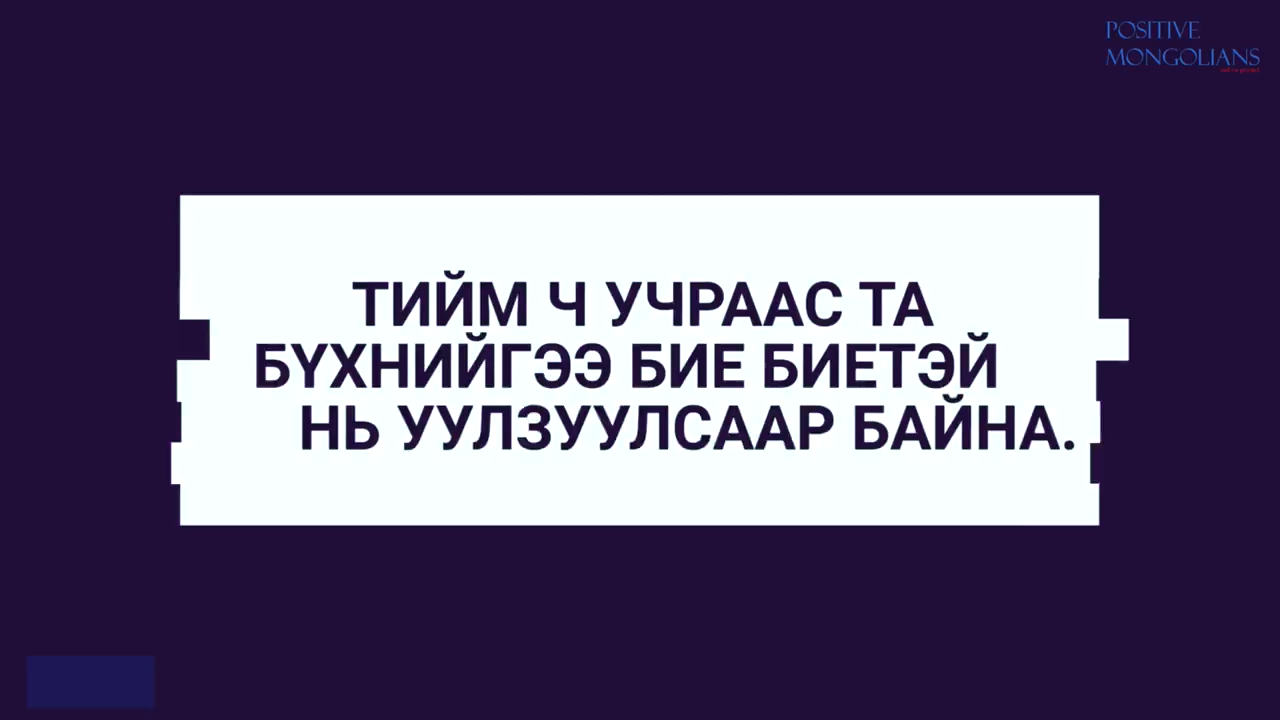 POSITIVE
MONGOLIANS
ТИЙМ Ч УЧРААС ТА
БҮХНИЙГЭЭ БИЕ БИЕТЭЙ
НЬ УУЛЗУУЛСААР БАЙНА.